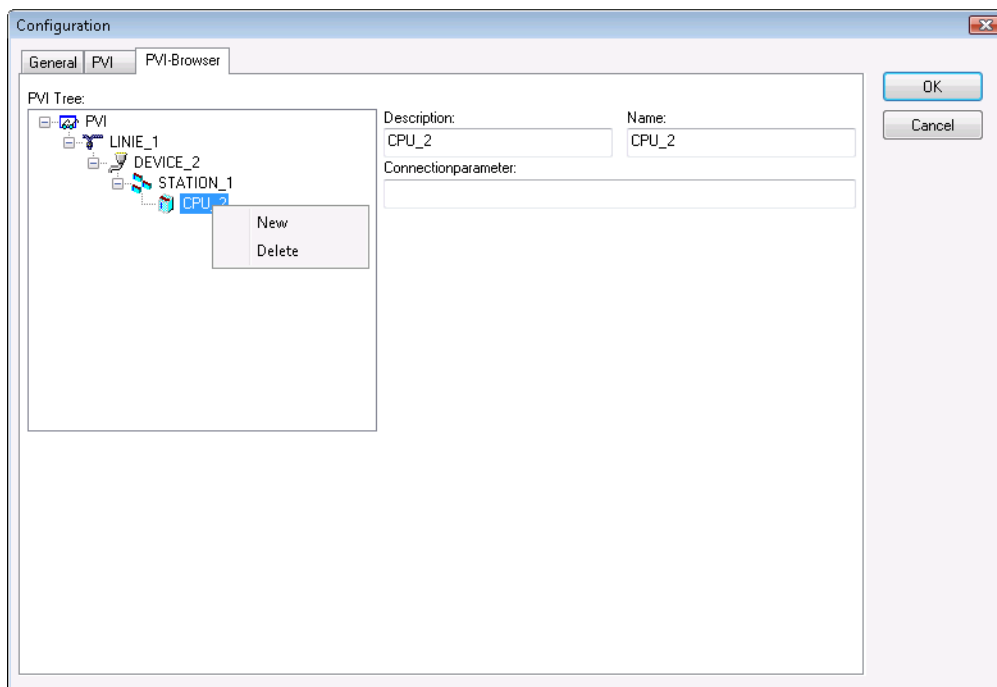 Configuration
General PVI PVI-Browser
OK
Cancel
PVI Tree:
PVI
LINIE_1
DEVICE_2
STATION_1
CPU_2
New
Delete
Description: Name:
CPU_2 CPU_2
Connectionparameter: